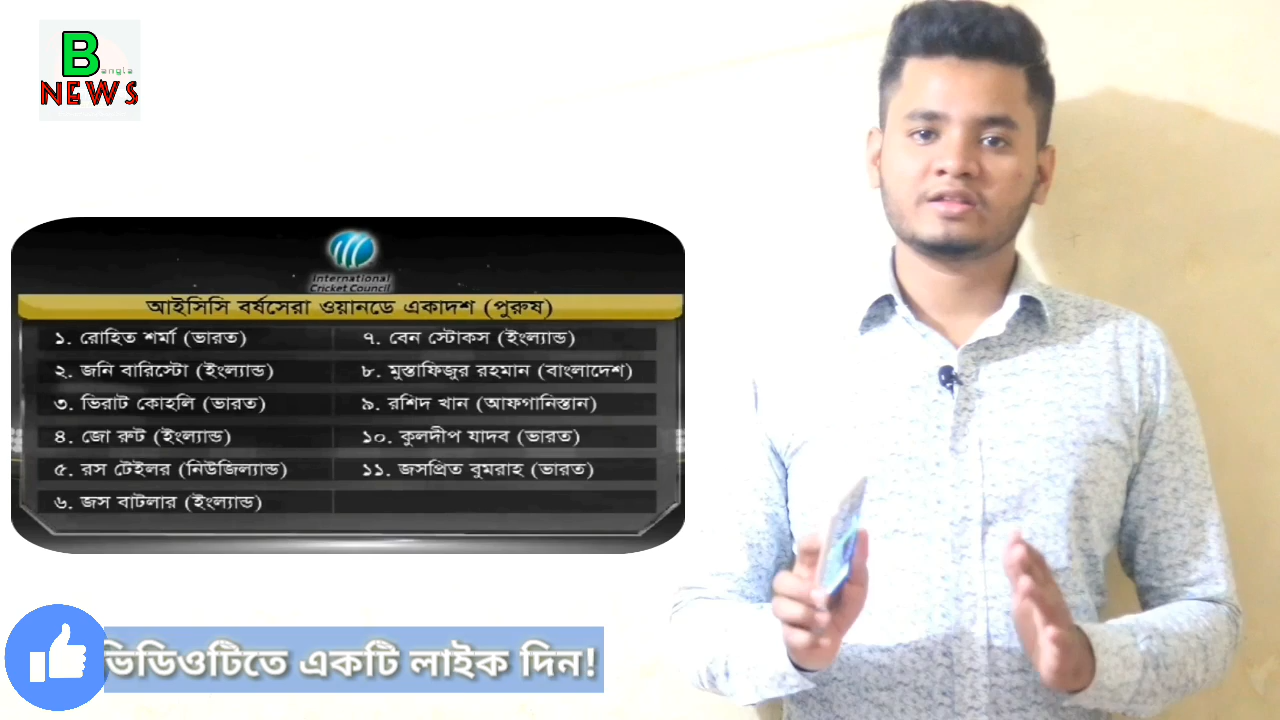 Bangla
NEWS
International
Cricket Council
আইসিসি বর্ষসেরা ওয়ানডে একাদশ (পুরুষ)
১. রোহিত শর্মা (ভারত)
২. জনি বারিস্টো (ইংল্যান্ড)
৩. ভিরাট কোহলি (ভারত)
৪. জো রুট (ইংল্যান্ড)
৫. রস টেইলর (নিউজিল্যান্ড)
৬. জস বাটলার (ইংল্যান্ড)
৭. বেন স্টোকস (ইংল্যান্ড)
৮. মুস্তাফিজুর রহমান (বাংলাদেশ)
৯. রশিদ খান (আফগানিস্তান)
১০. কুলদীপ যাদব (ভারত)
১১. জসপ্রিত বুমরাহ (ভারত)
ভিডিওটিতে একটি লাইক দিন!